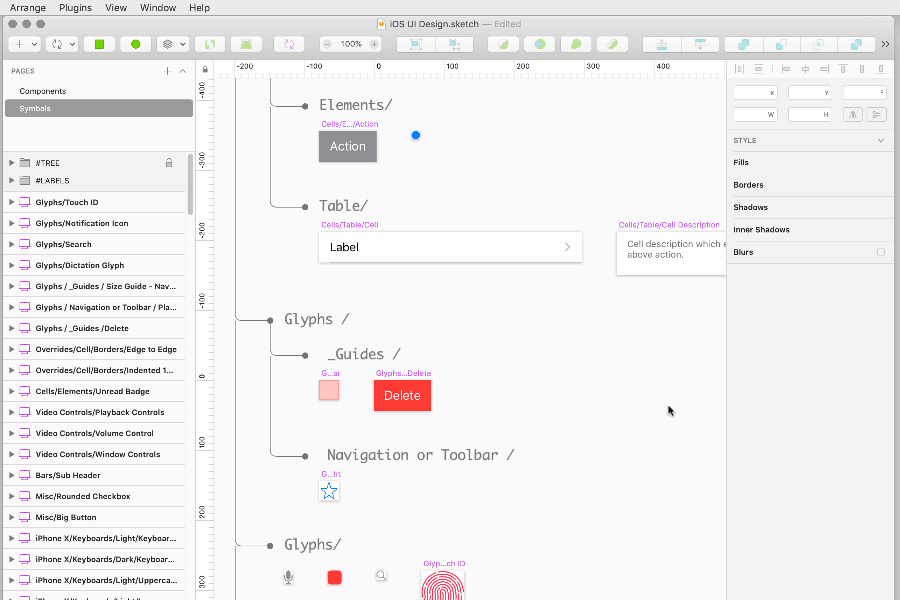 Arrange Plugins View Window Help
iOS UI Design.sketch — Edited
100%
PAGES
Components
Symbols
#TREE
#LABELS
Glyphs/Touch ID
Glyphs/Notification Icon
Glyphs/Search
Glyphs/Dictation Glyph
Glyphs / _Guides / Size Guide - Nav...
Glyphs / Navigation or Toolbar / Pla...
Glyphs / _Guides /Delete
Overrides/Cell/Borders/Edge to Edge
Overrides/Cell/Borders/Indented 1...
Cells/Elements/Unread Badge
Video Controls/Playback Controls
Video Controls/Volume Control
Video Controls/Window Controls
Bars/Sub Header
Misc/Rounded Checkbox
Misc/Big Button
iPhone X/Keyboards/Light/Keyboar...
iPhone X/Keyboards/Dark/Keyboar...
iPhone X/Keyboards/Light/Upperca...
-200 -100 0 100 200 300 400
-400
-300
-200
-100
0
100
200
300
Elements/
Cells/E.../Action
Action
Table/
Cells/Table/Cell
Label
Cells/Table/Cell Description
Cell description which e
above action.
Glyphs /
_Guides /
G...ar
Glyphs...Delete
Delete
Navigation or Toolbar /
G...ht
Glyphs/
Glyp...ch ID
X
Y
W
H
STYLE
Fills
Borders
Shadows
Inner Shadows
Blurs